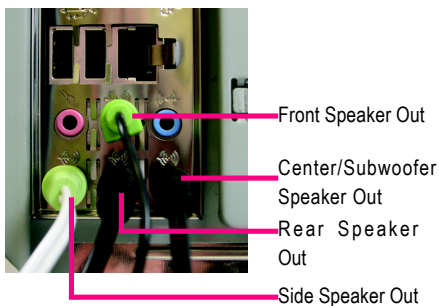 Front Speaker Out
Center/Subwoofer
Speaker Out
Rear Speaker
Out
Side Speaker Out